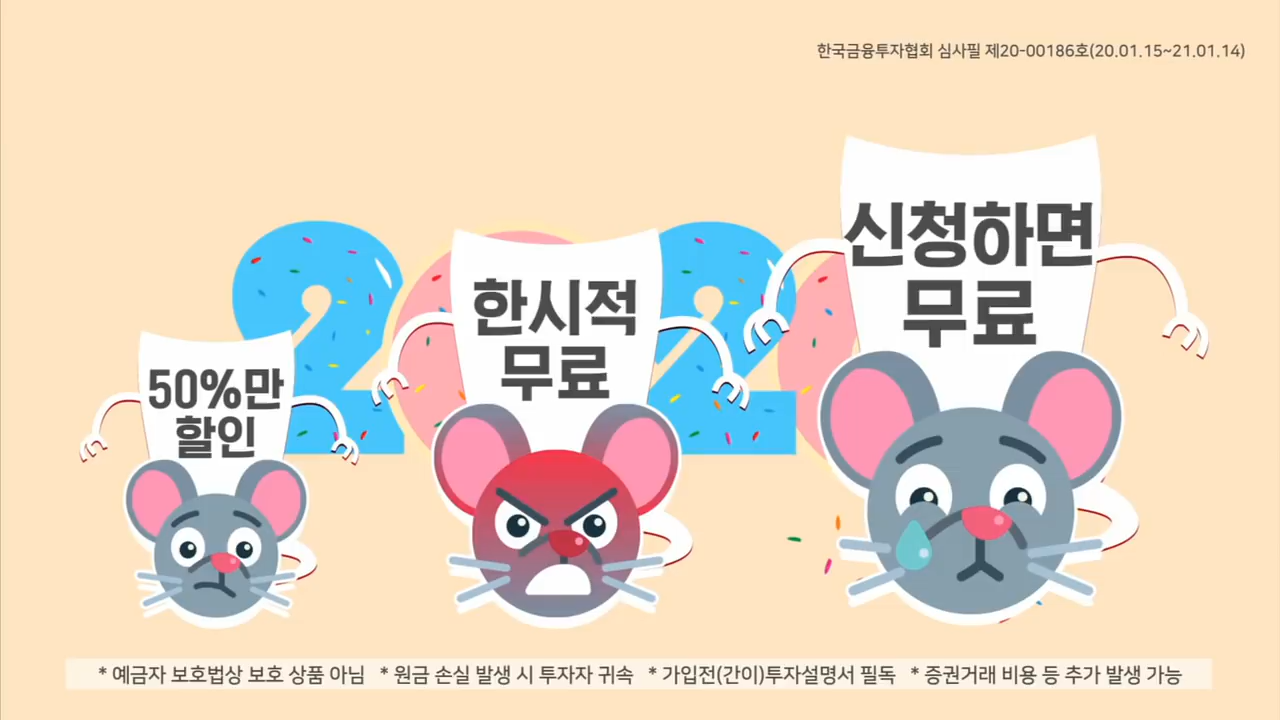 한국금융투자협회 심사필 제20-00186호(20.01.15~21.01.14)
2020
50%만
할인
한시적
무료
신청하면
무료
* 예금자 보호법상 보호 상품 아님 * 원금 손실 발생 시 투자자 귀속 * 가입전(간이)투자설명서 필독 * 증권거래 비용 등 추가 발생 가능